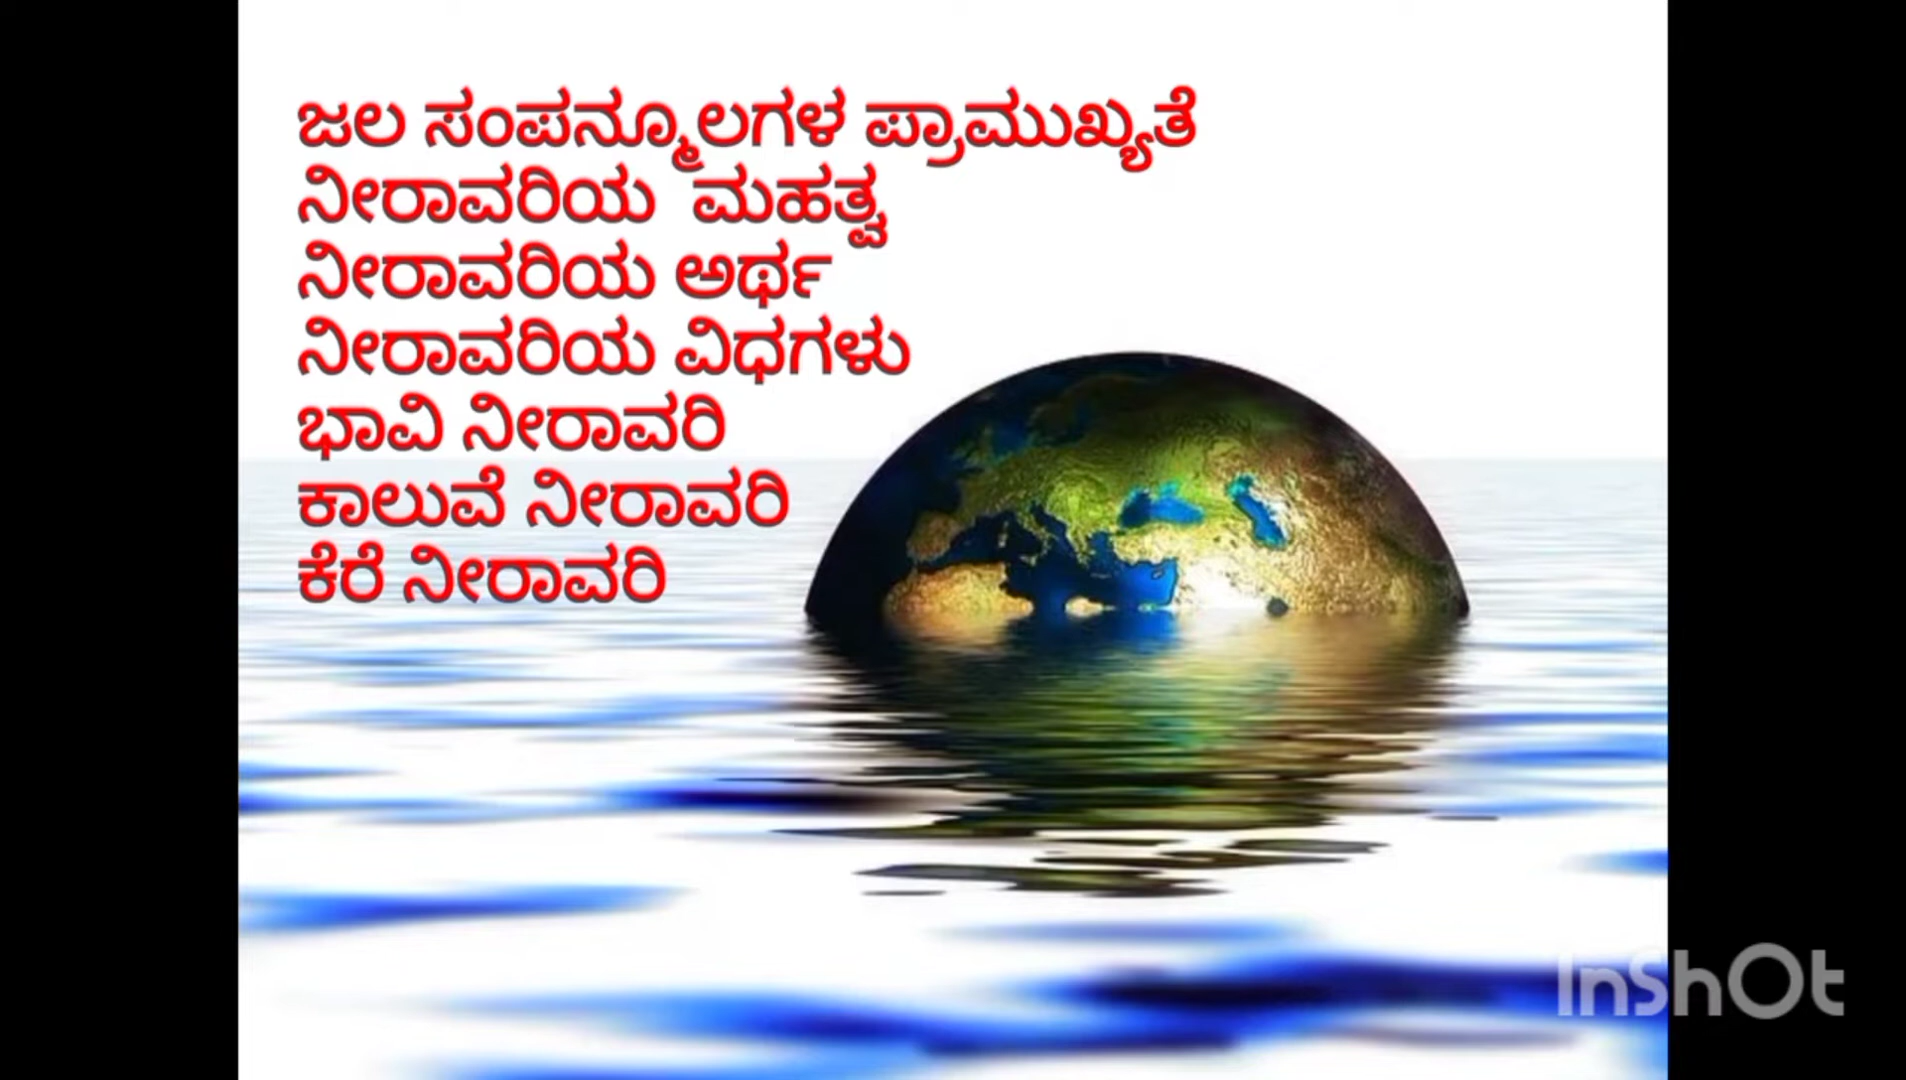 ಜಲ ಸಂಪನ್ಮೂಲಗಳ ಪ್ರಾಮುಖ್ಯತೆ
ನೀರಾವರಿಯ ಮಹತ್ವ
ನೀರಾವರಿಯ ಅರ್ಥ
ನೀರಾವರಿಯ ವಿಧಗಳು
ಭಾವಿ ನೀರಾವರಿ
ಕಾಲುವೆ ನೀರಾವರಿ
ಕೆರೆ ನೀರಾವರಿ
InShOt